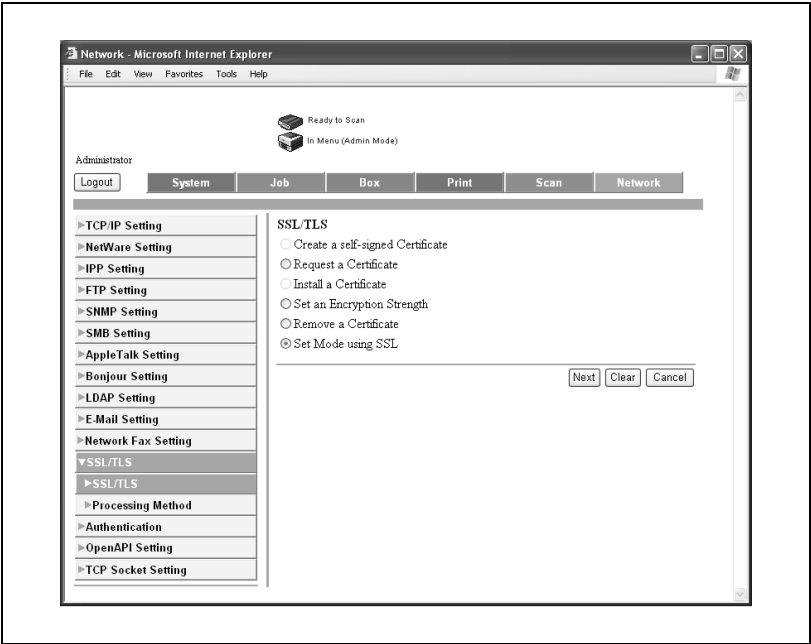 Network - Microsoft Internet Explorer
File Edit View Favorites Tools Help
Ready to Scan
In Menu (Admin Mode)
Administrator
Logout System Job Box Print Scan Network
TCP/IP Setting
NetWare Setting
IPP Setting
FTP Setting
SNMP Setting
SMB Setting
AppleTalk Setting
Bonjour Setting
LDAP Setting
E-Mail Setting
Network Fax Setting
SSL/TLS
SSL/TLS
Processing Method
Authentication
OpenAPI Setting
TCP Socket Setting
SSL/TLS
Create a self-signed Certificate
Request a Certificate
Install a Certificate
Set an Encryption Strength
Remove a Certificate
Set Mode using SSL
Next Clear Cancel